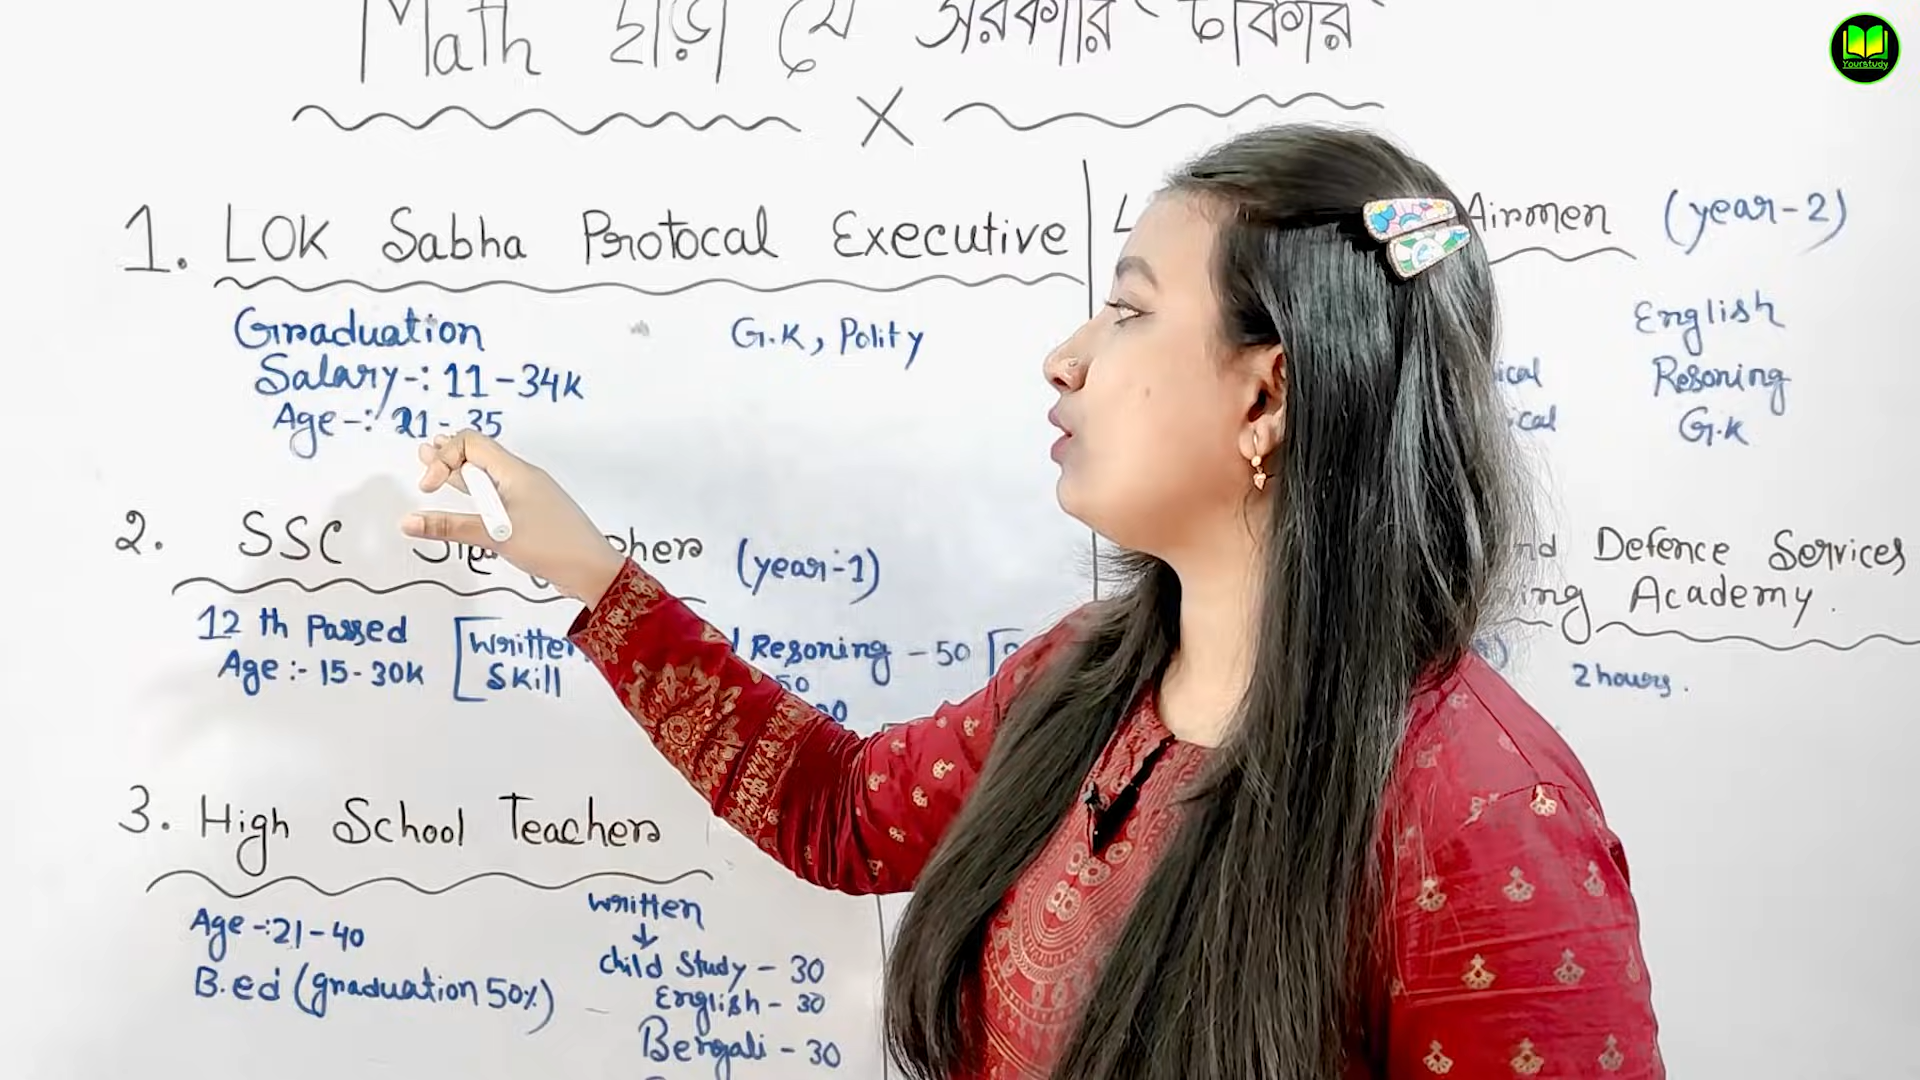 Math ছাড়া যে সরকারি চাকরি
X
1. LOK Sabha Protocal Executive
Graduation
Salary-: 11-34K
Age-: 21-35
G.K, Polity
2. SSC (year-1)
12 th Passed
Age:- 15-30K
Written
Skill
Resoning - 50
50
3. High School Teachers
Age-:21-40
B.ed (graduation 50%)
Written
↓
Child Study - 30
English - 30
Bengali - 30
Airmen (year-2)
English
Resoning
G.K
Defence Services
Academy.
2 hours.
Yourstudy